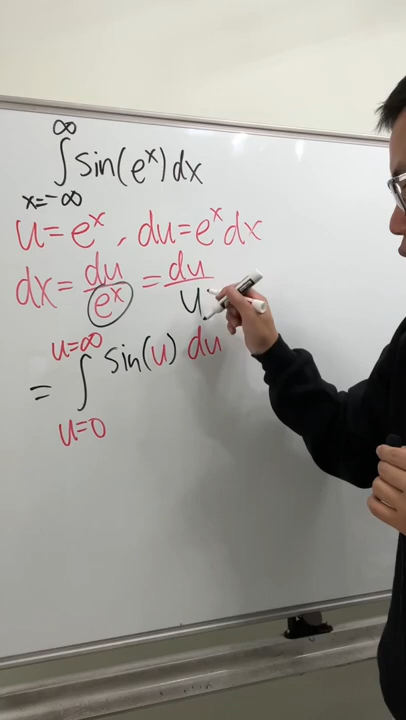 ∞
∫ sin(eˣ) dx
x=-∞
u = eˣ, du = eˣ dx
dx = du/eˣ = du/u
u=∞
= ∫ sin(u) du
u=0